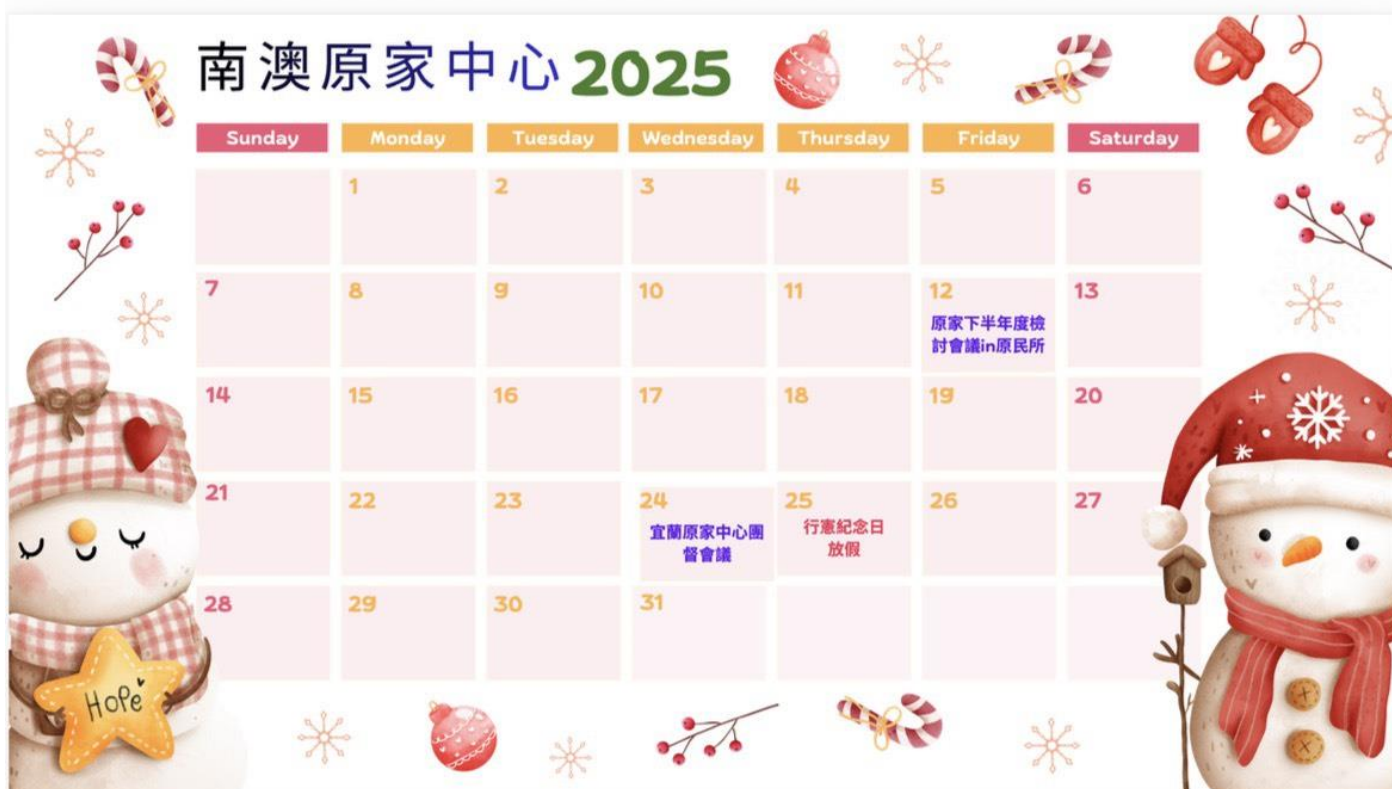 南澳原家中心2025
Sunday Monday Tuesday Wednesday Thursday Friday Saturday
1 2 3 4 5 6
7 8 9 10 11 12 13
原家下半年度檢
討會議in原民所
14 15 16 17 18 19 20
21 22 23 24 25 26 27
宜蘭原家中心團
督會議
行憲紀念日
放假
28 29 30 31
Hope